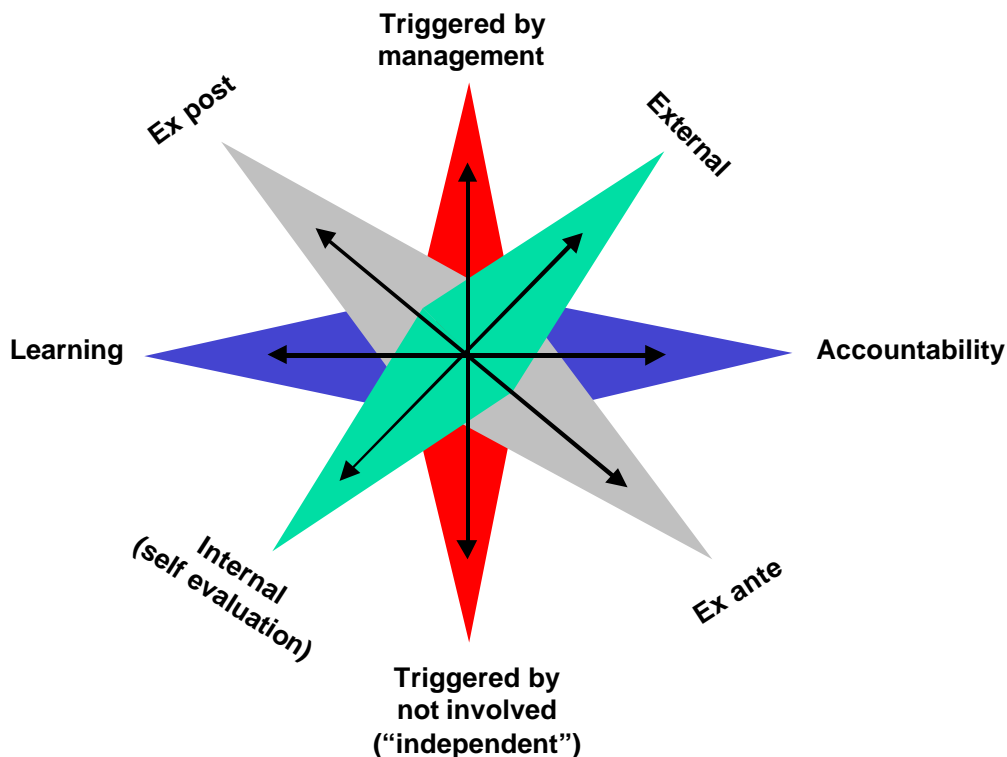 Triggered by
management
Ex post
External
Learning
Accountability
Internal
(self evaluation)
Ex ante
Triggered by
not involved
(“independent”)